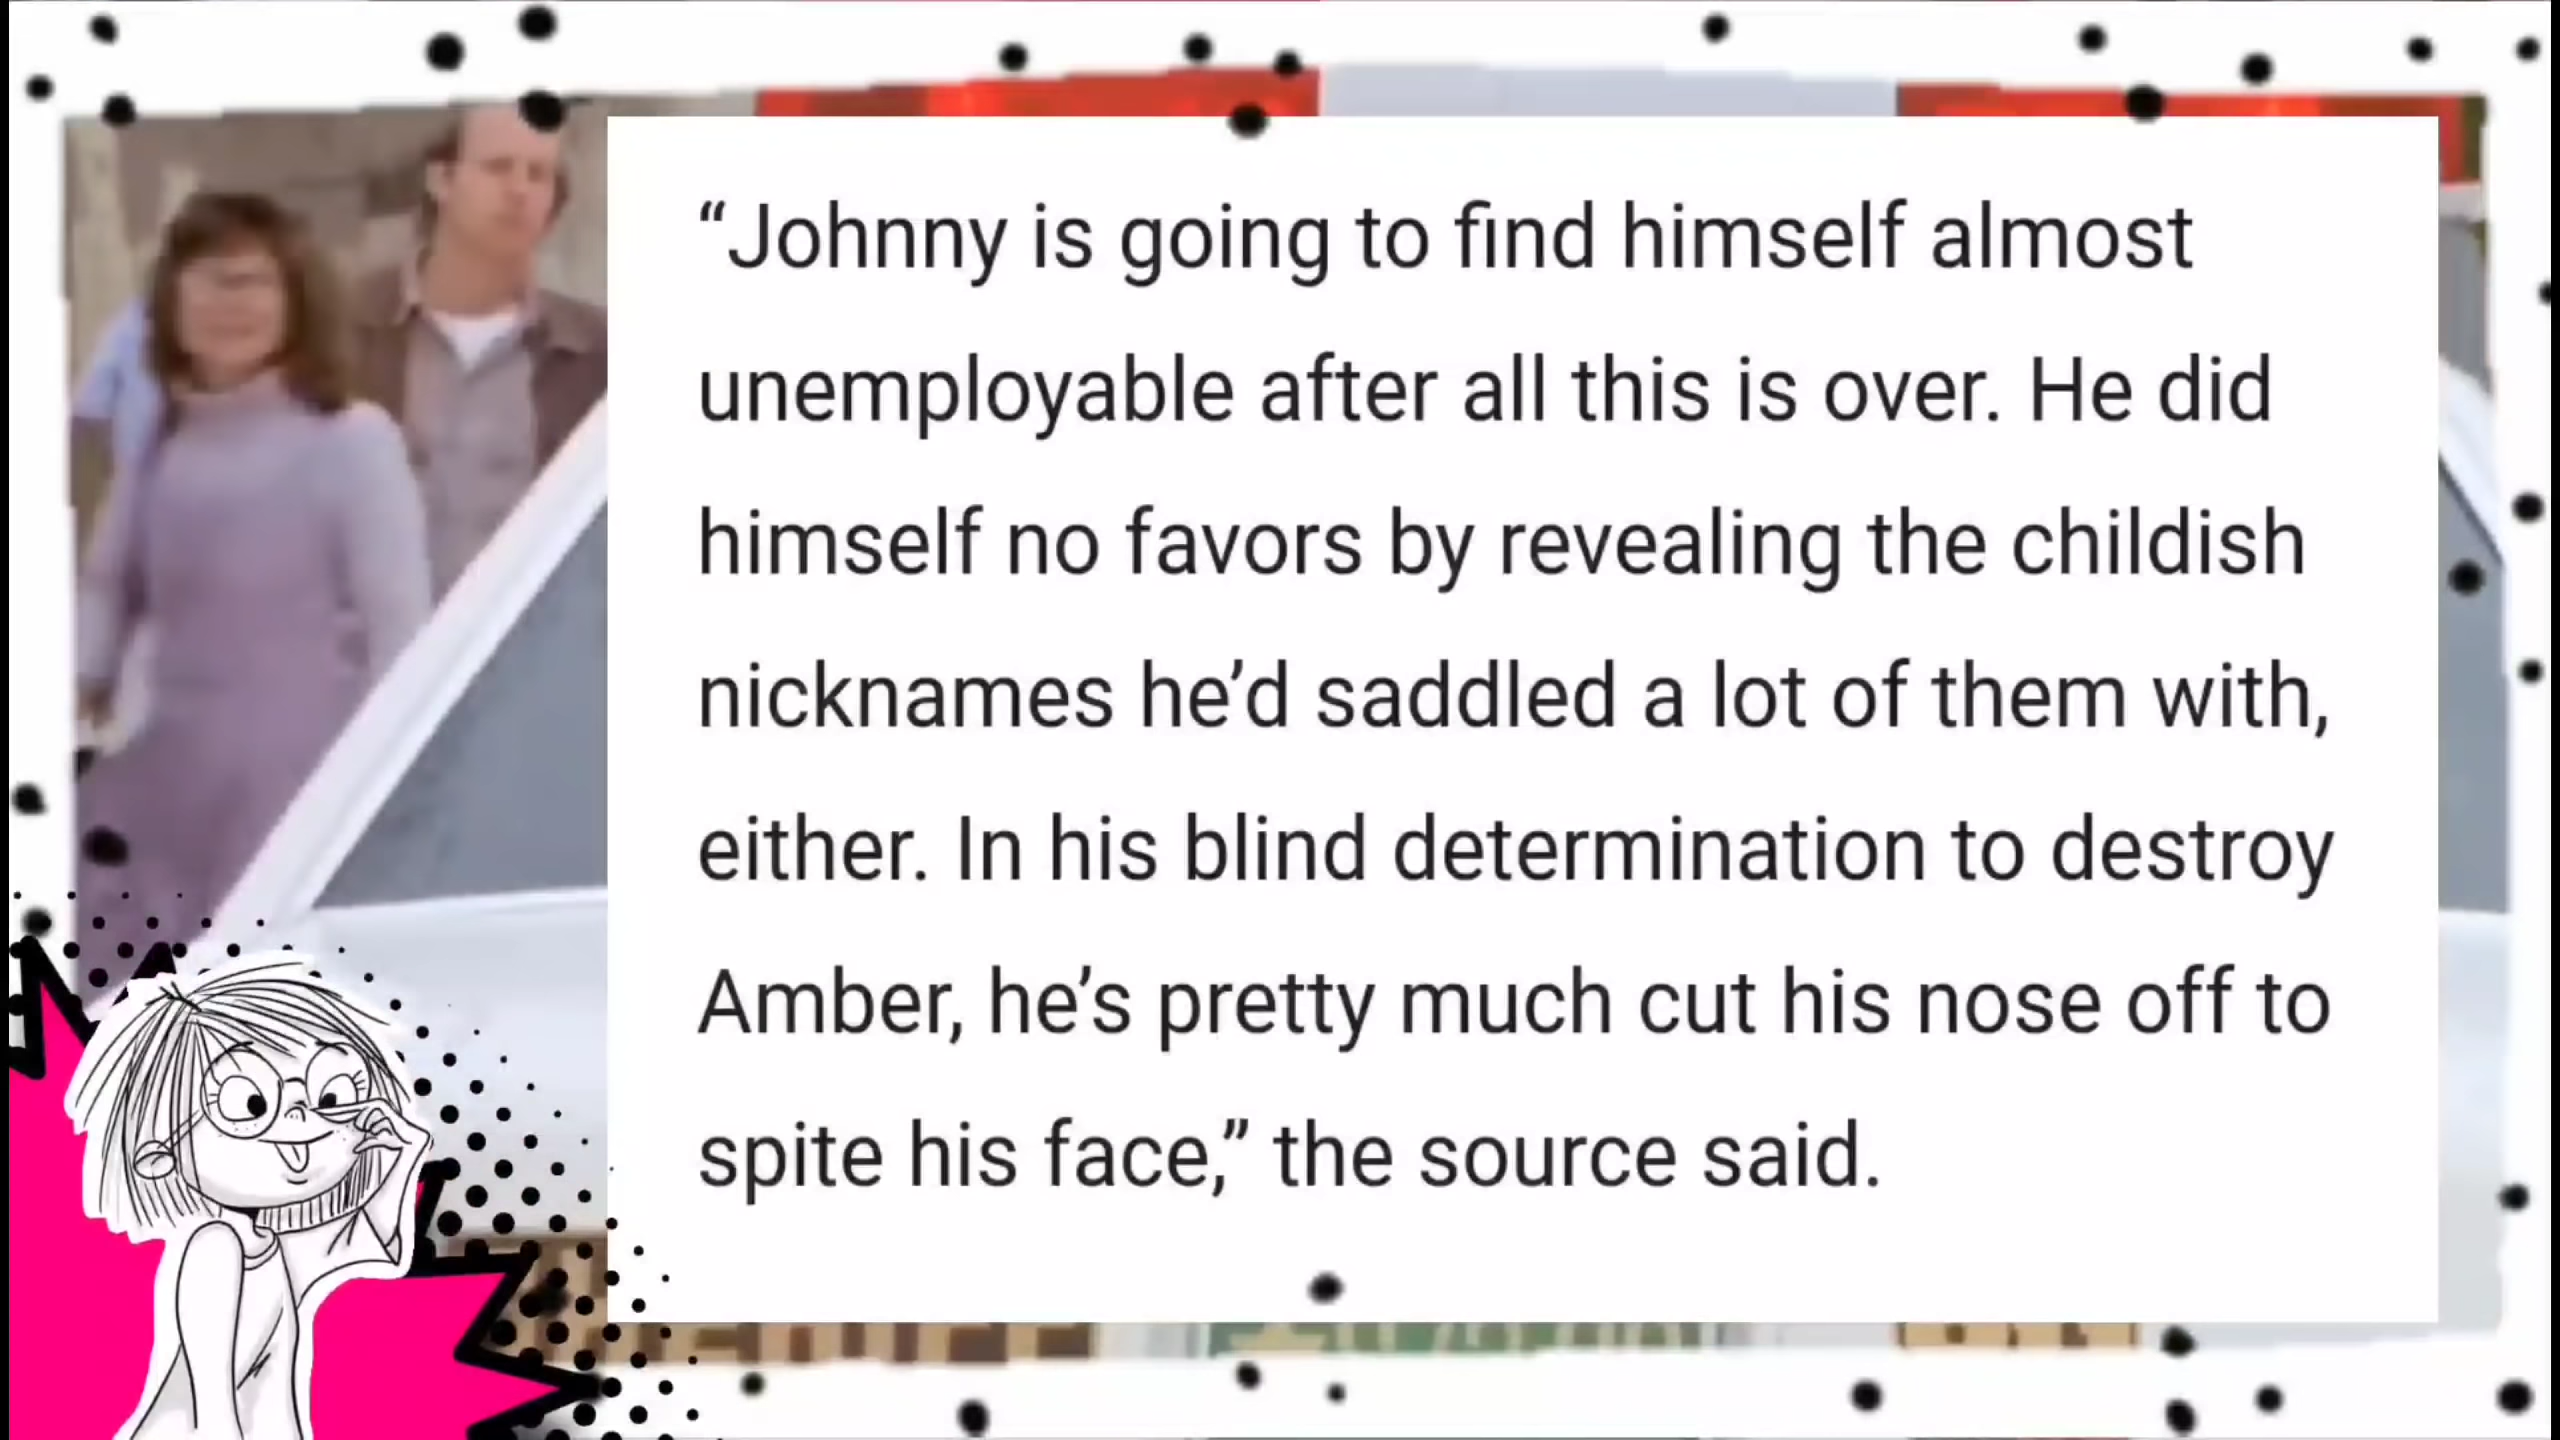 “Johnny is going to find himself almost
unemployable after all this is over. He did
himself no favors by revealing the childish
nicknames he’d saddled a lot of them with,
either. In his blind determination to destroy
Amber, he’s pretty much cut his nose off to
spite his face,” the source said.